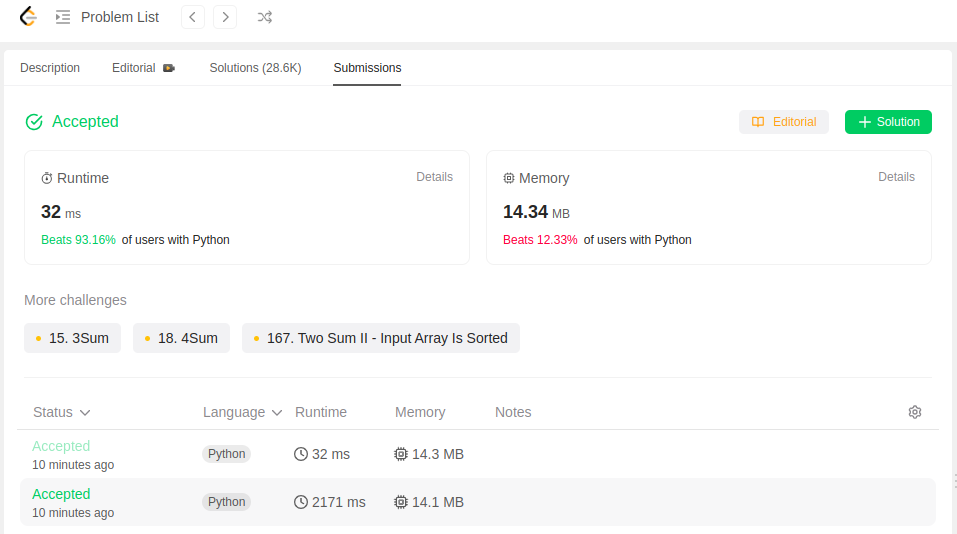 Problem List
Description Editorial Solutions (28.6K) Submissions
Accepted Editorial Solution
Runtime Details
32 ms
Beats 93.16% of users with Python
Memory Details
14.34 MB
Beats 12.33% of users with Python
More challenges
15. 3Sum 18. 4Sum 167. Two Sum II - Input Array Is Sorted
Status Language Runtime Memory Notes
Accepted
10 minutes ago Python 32 ms 14.3 MB
Accepted
10 minutes ago Python 2171 ms 14.1 MB